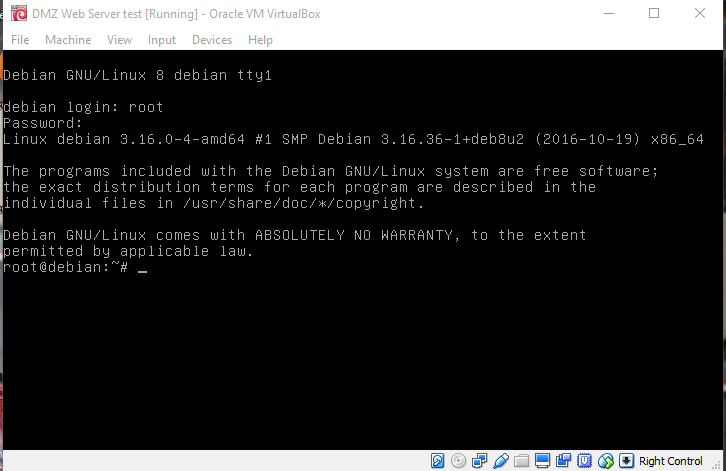 DMZ Web Server test [Running] - Oracle VM VirtualBox
File Machine View Input Devices Help
Debian GNU/Linux 8 debian tty1
debian login: root
Password:
Linux debian 3.16.0-4-amd64 #1 SMP Debian 3.16.36-1+deb8u2 (2016-10-19) x86_64
The programs included with the Debian GNU/Linux system are free software;
the exact distribution terms for each program are described in the
individual files in /usr/share/doc/*/copyright.
Debian GNU/Linux comes with ABSOLUTELY NO WARRANTY, to the extent
permitted by applicable law.
root@debian:~# _
Right Control